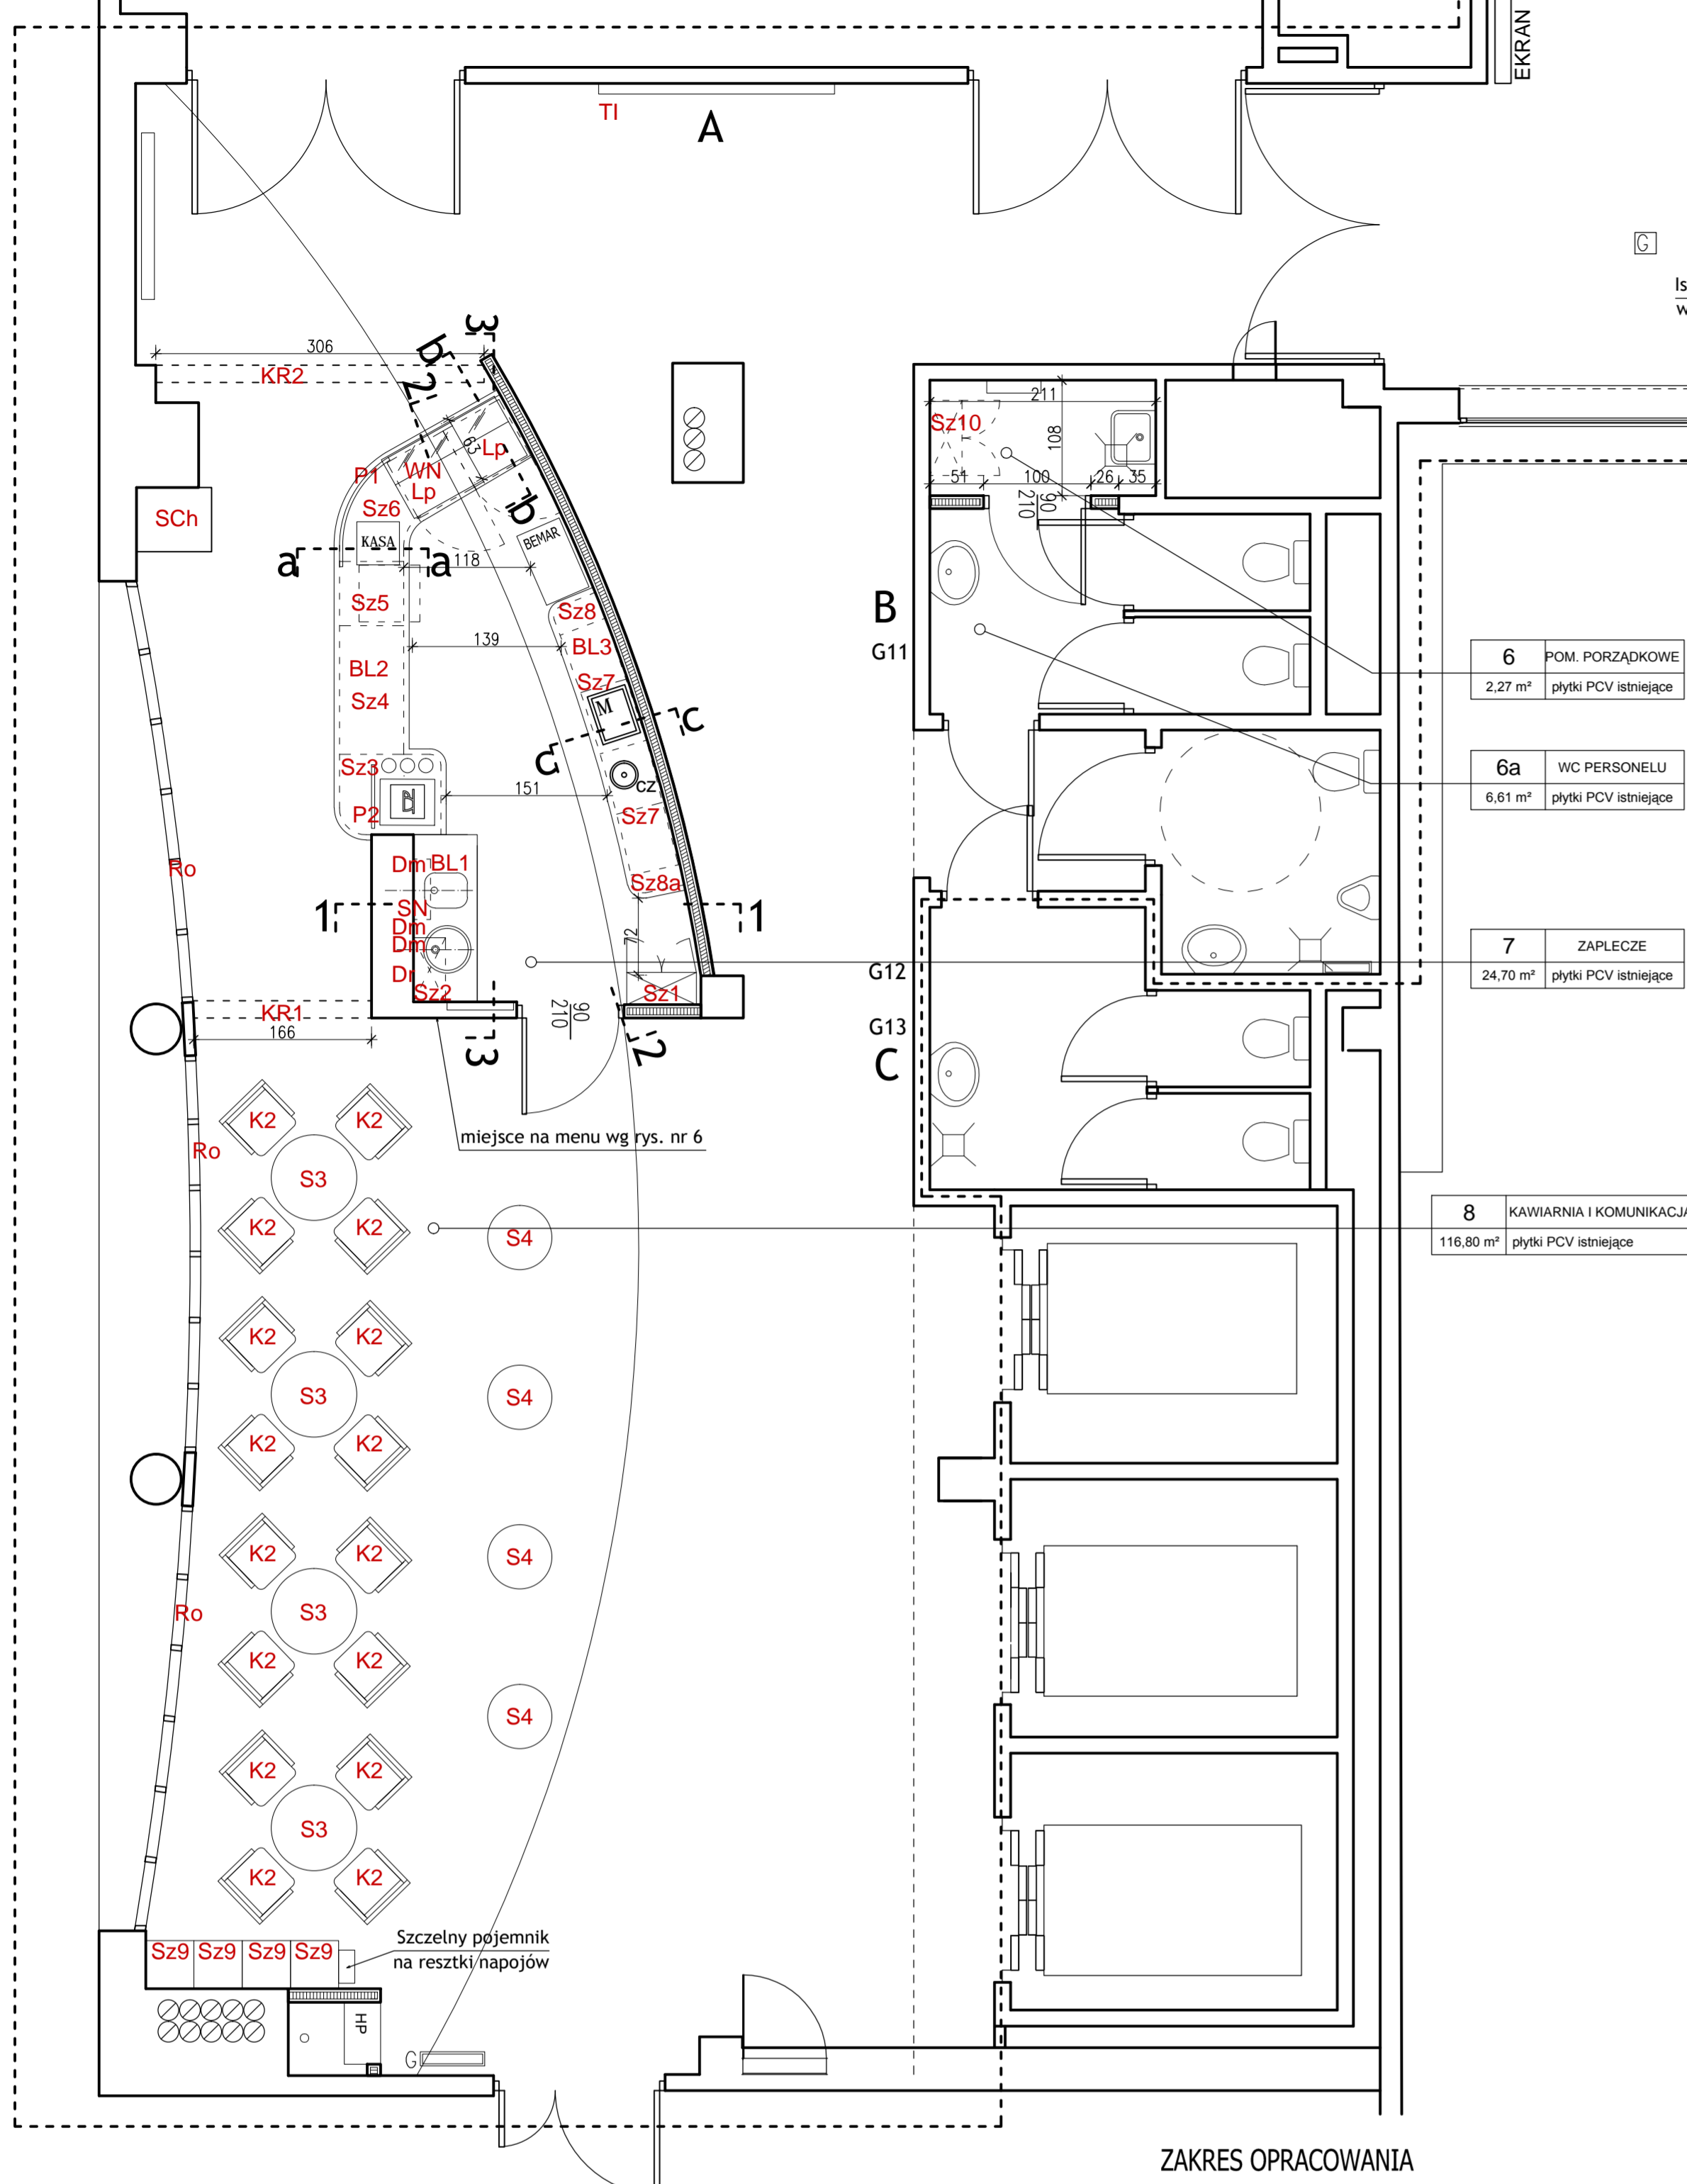 EKRAN
TI
A
G
Is
w
3
b
2
306
KR2
Lp
63
WN
P1
Lp
Sz6
b
SCh
KASA
BEMAR
a
a
118
Sz5
Sz8
139
BL3
BL2
Sz7
Sz4
M
c
c
Sz3
cz
151
P2
Sz7
Ro
Dm
BL1
Sz8a
SN
1
1
Dm
Dm
72
Dr
Sz2
Sz1
KR1
166
90
210
3
2
211
Sz10
108
51
100
26
35
90
210
B
G11
6
POM. PORZĄDKOWE
2,27 m²
płytki PCV istniejące
6a
WC PERSONELU
6,61 m²
płytki PCV istniejące
7
ZAPLECZE
24,70 m²
płytki PCV istniejące
G12
G13
C
miejsce na menu wg rys. nr 6
K2
K2
Ro
S3
K2
K2
8
KAWIARNIA I KOMUNIKACJA
116,80 m²
płytki PCV istniejące
S4
K2
K2
S3
S4
K2
K2
K2
K2
S4
Ro
S3
K2
K2
S4
K2
K2
S3
K2
K2
Szczelny pojemnik
na resztki napojów
Sz9
Sz9
Sz9
Sz9
HP
G
ZAKRES OPRACOWANIA